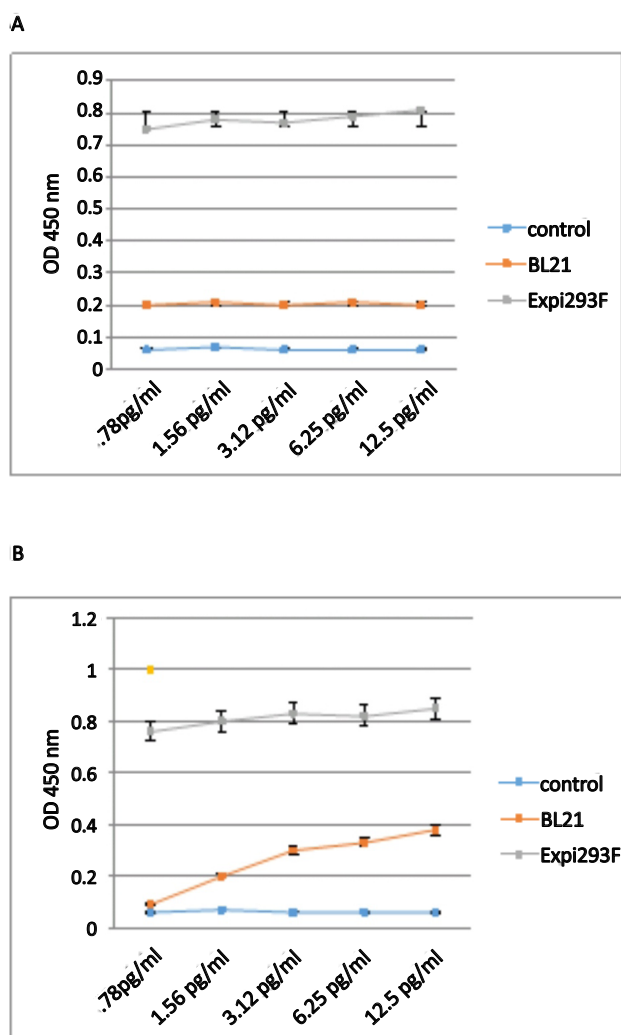 A
0.9
0.8
0.7
0.6
0.5
0.4
0.3
0.2
0.1
0
OD 450 nm
.78pg/ml
1.56 pg/ml
3.12 pg/ml
6.25 pg/ml
12.5 pg/ml
control
BL21
Expi293F
B
1.2
1
0.8
0.6
0.4
0.2
0
OD 450 nm
.78pg/ml
1.56 pg/ml
3.12 pg/ml
6.25 pg/ml
12.5 pg/ml
control
BL21
Expi293F